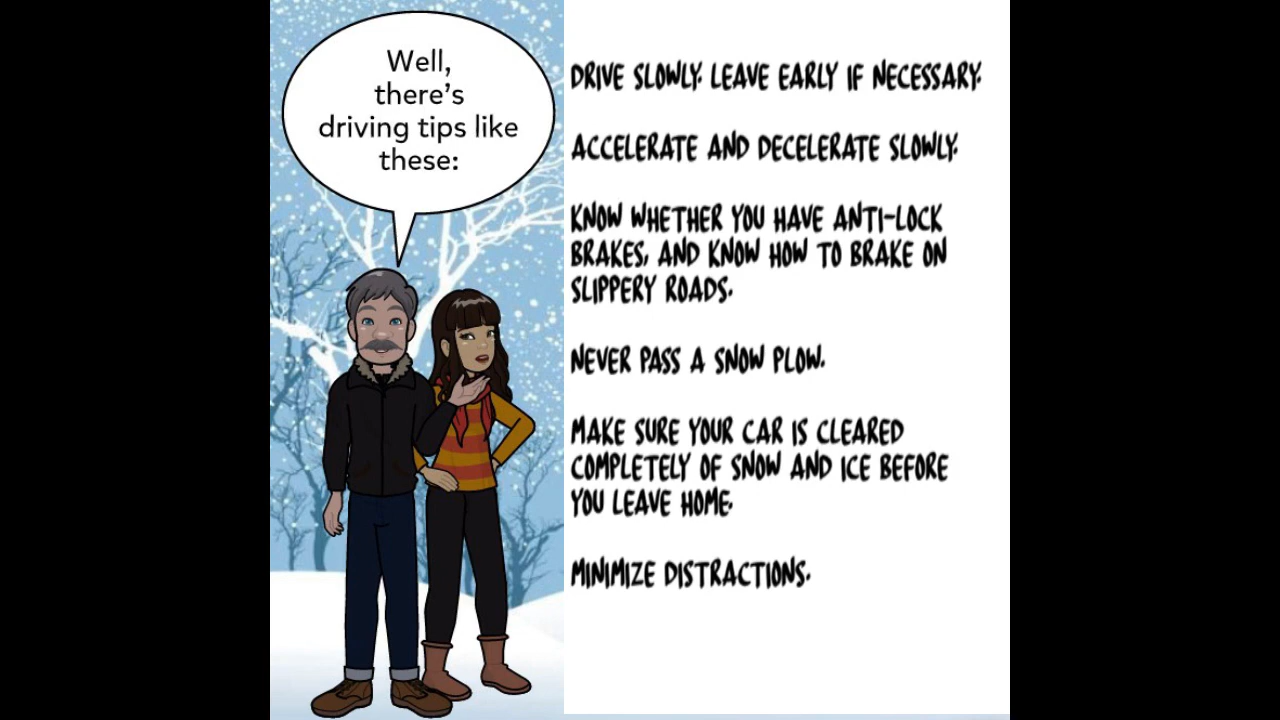 Well,
there's
driving tips like
these:
DRIVE SLOWLY. LEAVE EARLY IF NECESSARY.
ACCELERATE AND DECELERATE SLOWLY.
KNOW WHETHER YOU HAVE ANTI-LOCK
BRAKES, AND KNOW HOW TO BRAKE ON
SLIPPERY ROADS.
NEVER PASS A SNOW PLOW.
MAKE SURE YOUR CAR IS CLEARED
COMPLETELY OF SNOW AND ICE BEFORE
YOU LEAVE HOME.
MINIMIZE DISTRACTIONS.